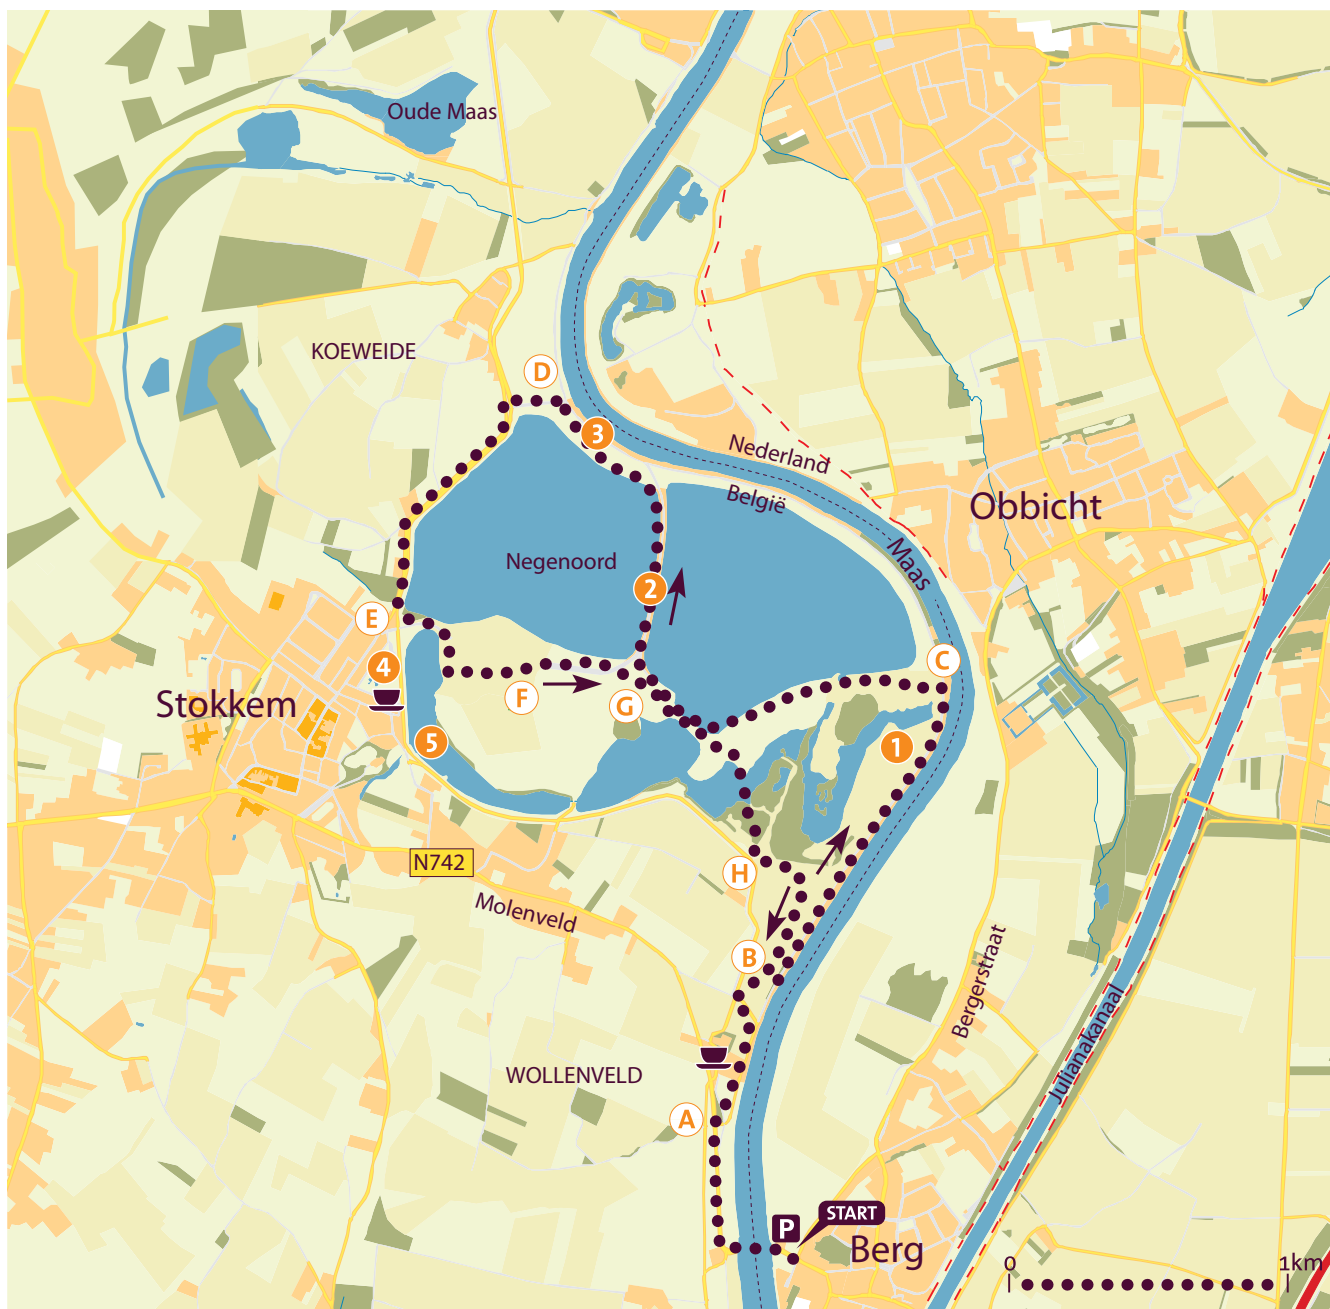 Oude Maas
KOEWEIDE
D
3
Nederland
België
Obbicht
Maas
Negenoord
2
E
4
C
Stokkem
F
G
5
1
N742
H
Molenveld
B
Bergerstraat
Julianakanaal
WOLLENVELD
A
P
START
Berg
0
1km